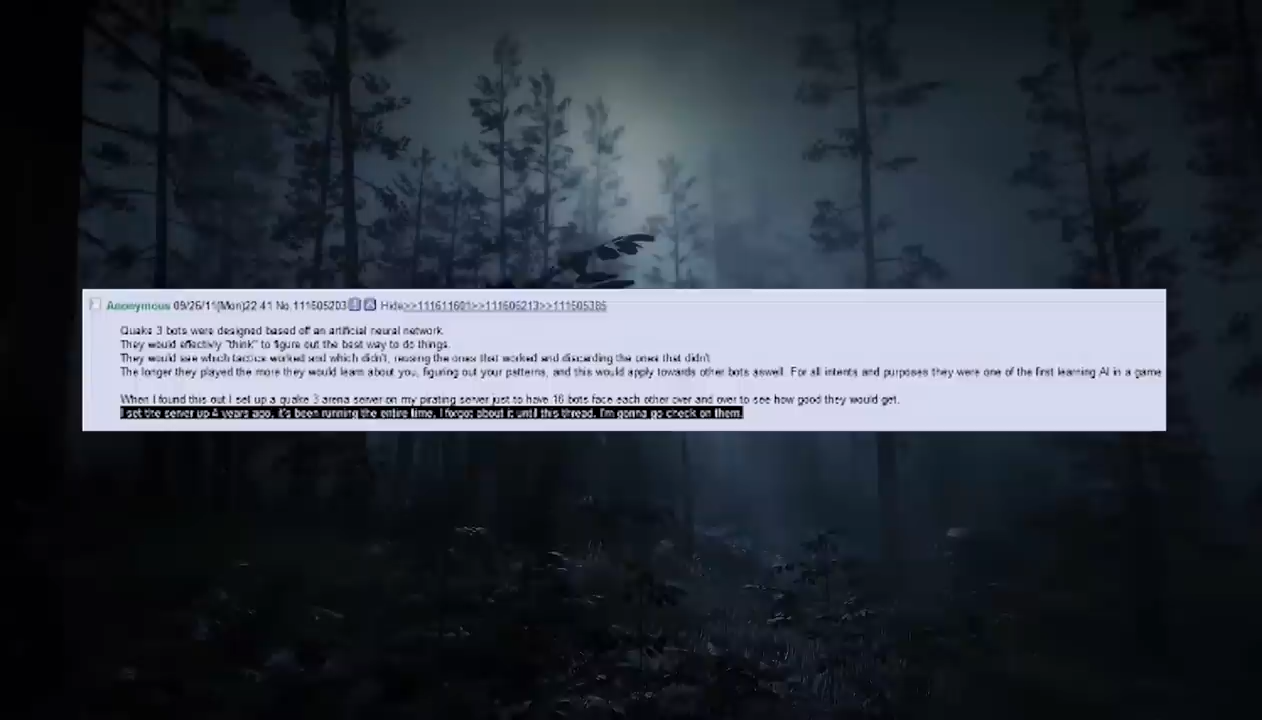 Anonymous 09/26/11(Mon)22:41 No.111605203 Hide>>111611601>>111606213>>111605385
Quake 3 bots were designed based off an artificial neural network.
They would effectivly "think" to figure out the best way to do things.
They would see which tactics worked and which didn't, reusing the ones that worked and discarding the ones that didn't
The longer they played the more they would learn about you, figuring out your patterns, and this would apply towards other bots aswell. For all intents and purposes they were one of the first learning AI in a game
When I found this out I set up a quake 3 arena server on my pirating server just to have 16 bots face each other over and over to see how good they would get.
I set the server up 4 years ago, it's been running the entire time, I forgot about it until this thread. I'm gonna go check on them.